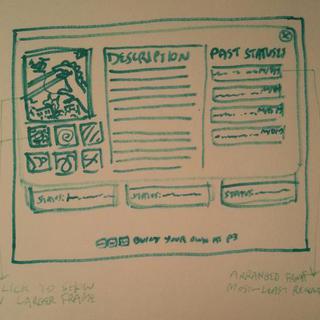 DESCRIPTION
PAST STATUSES
STATUS:
STATUS:
STATUS:
BUILD YOUR OWN AT P3
CLICK TO SHOW
LARGER FRAME
ARRANGED FROM
MOST-LEAST RECENT